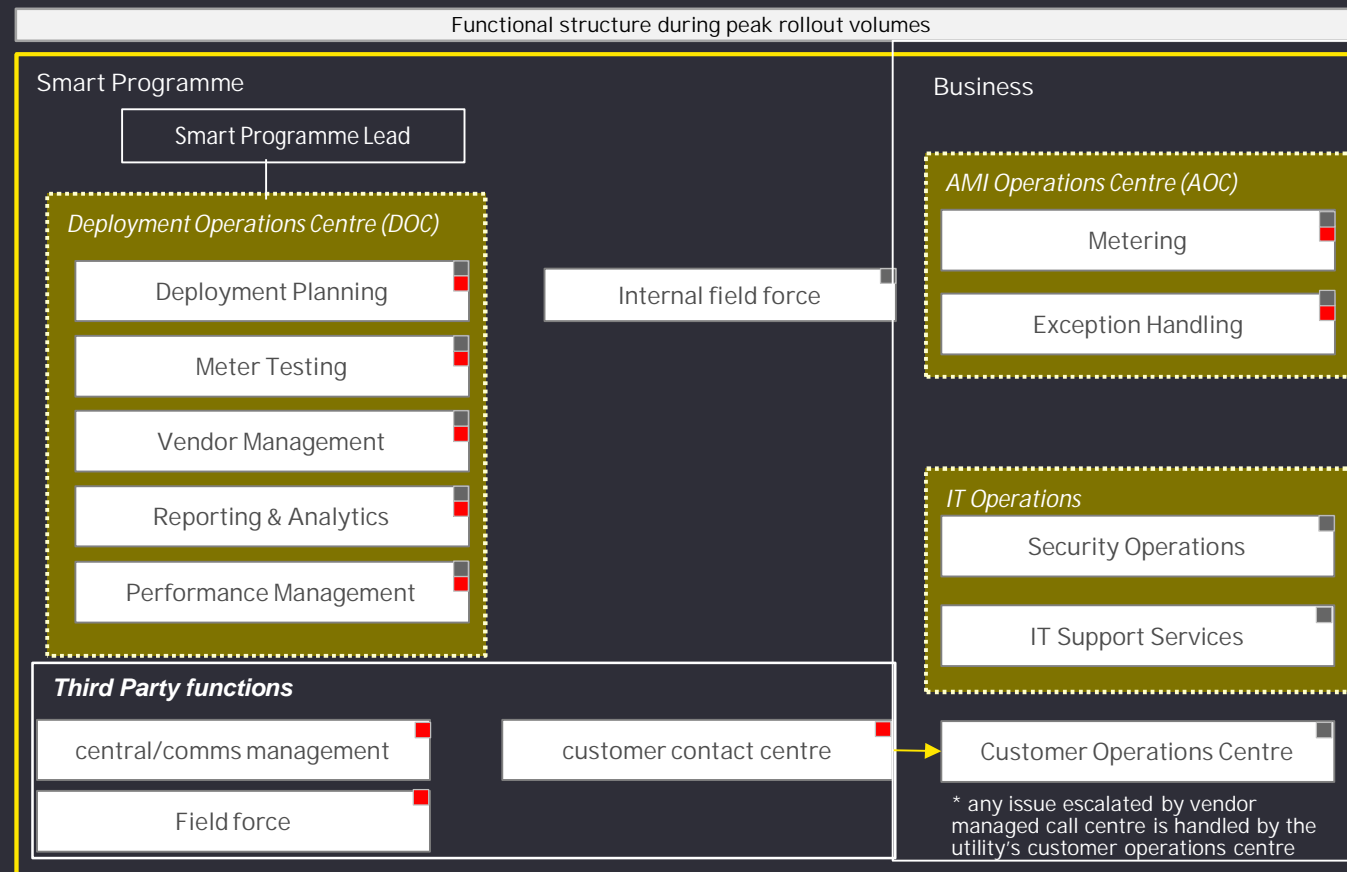 Functional structure during peak rollout volumes
Smart Programme
Smart Programme Lead
Deployment Operations Centre (DOC)
Deployment Planning
Meter Testing
Vendor Management
Reporting & Analytics
Performance Management
Internal field force
Third Party functions
central/comms management
customer contact centre
Field force
Business
AMI Operations Centre (AOC)
Metering
Exception Handling
IT Operations
Security Operations
IT Support Services
Customer Operations Centre
* any issue escalated by vendor
managed call centre is handled by the
utility's customer operations centre